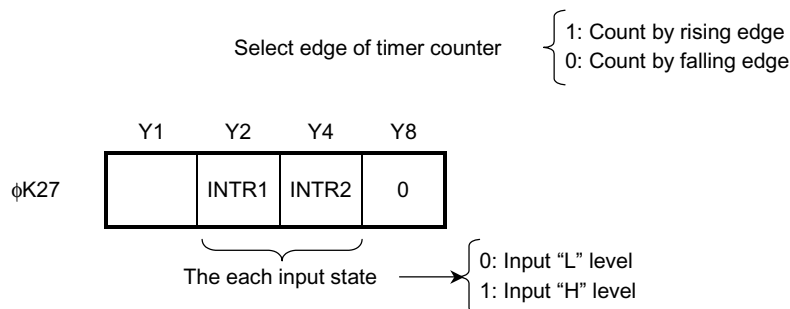 Select edge of timer counter
1: Count by rising edge
0: Count by falling edge
Y1 Y2 Y4 Y8
ϕK27 INTR1 INTR2 0
The each input state
0: Input “L” level
1: Input “H” level